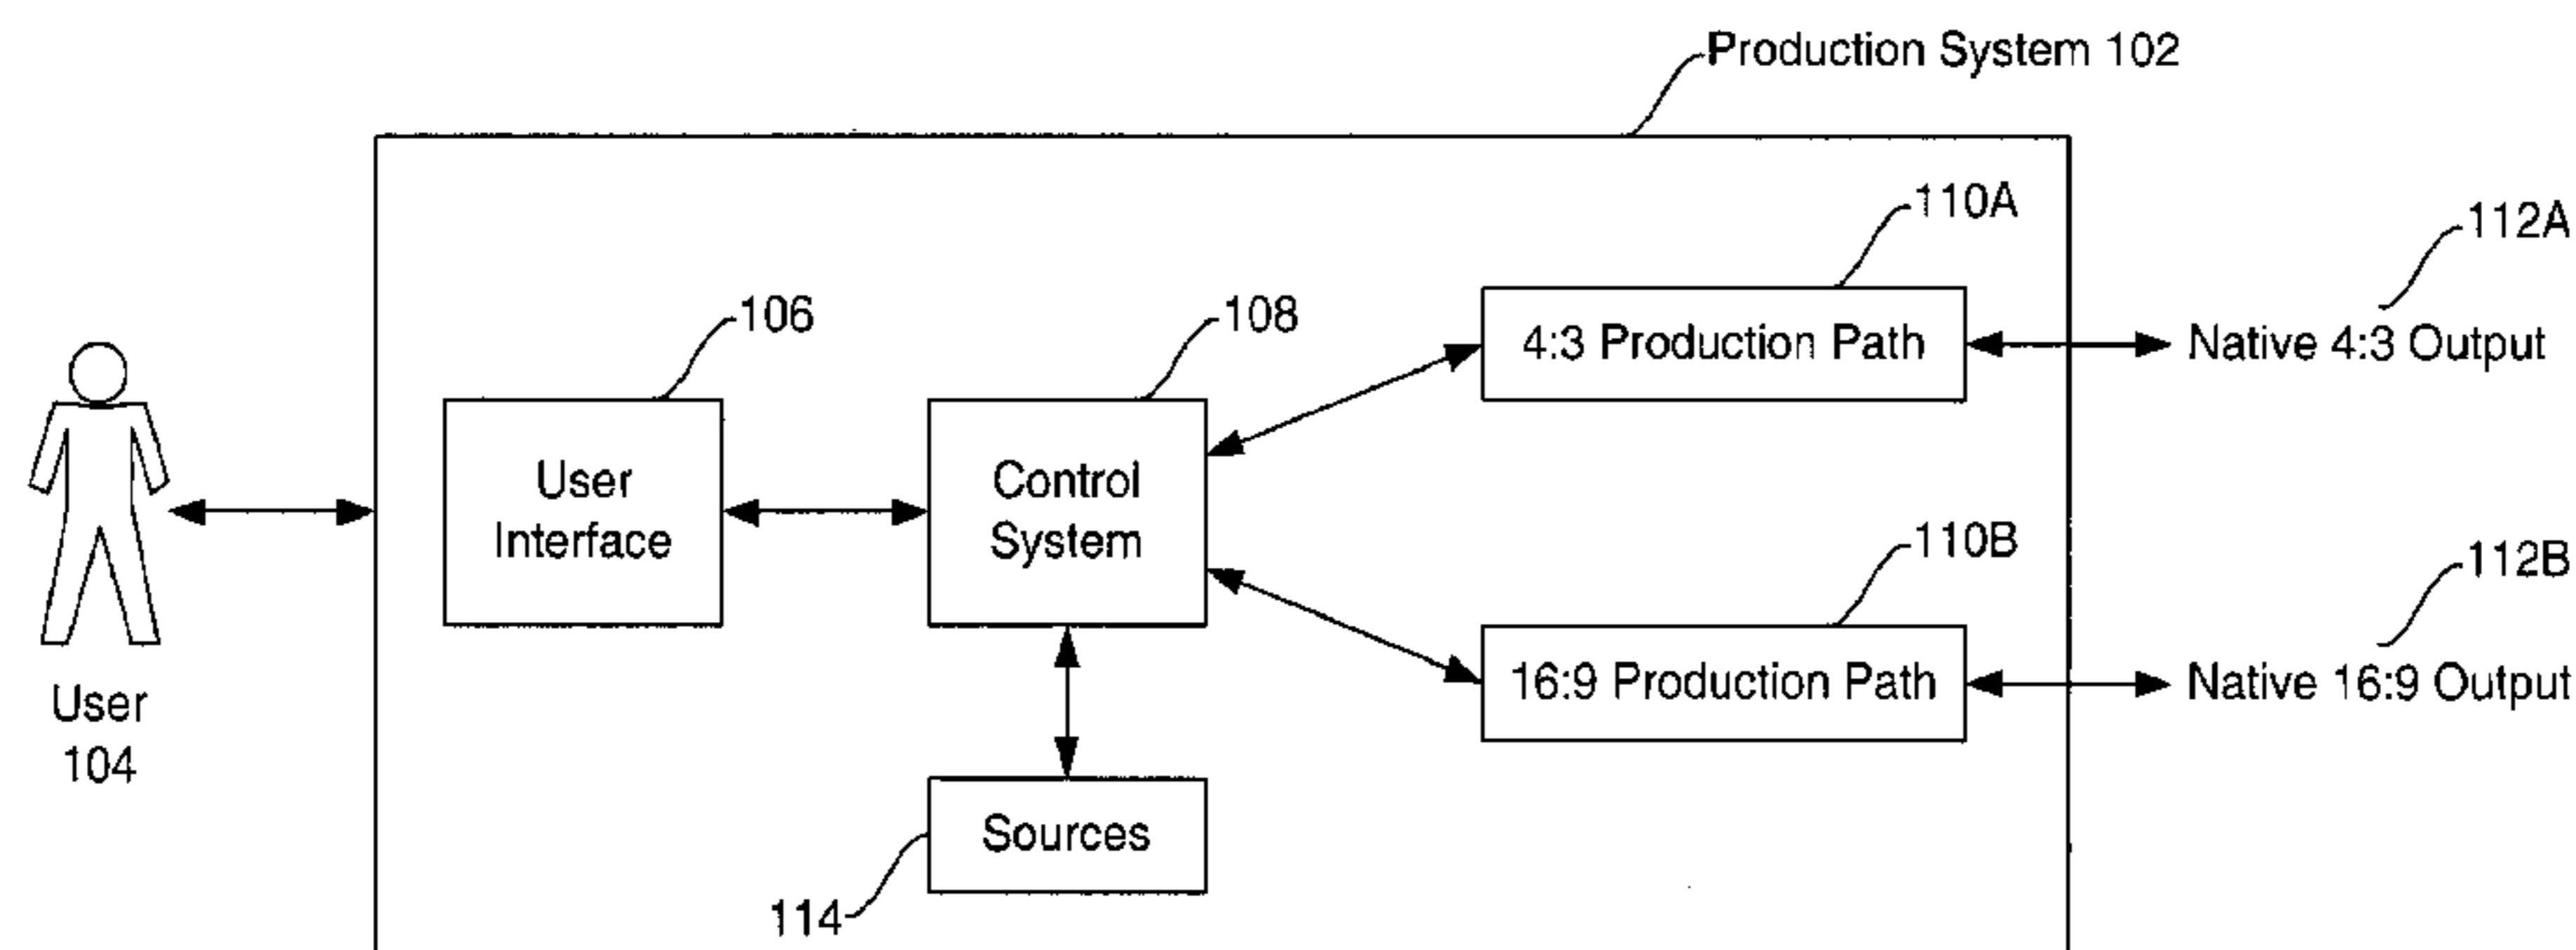 Production System 102
110A
112A
106
108
4:3 Production Path
Native 4:3 Output
User
Interface
Control
System
110B
112B
16:9 Production Path
Native 16:9 Output
User
104
Sources
114